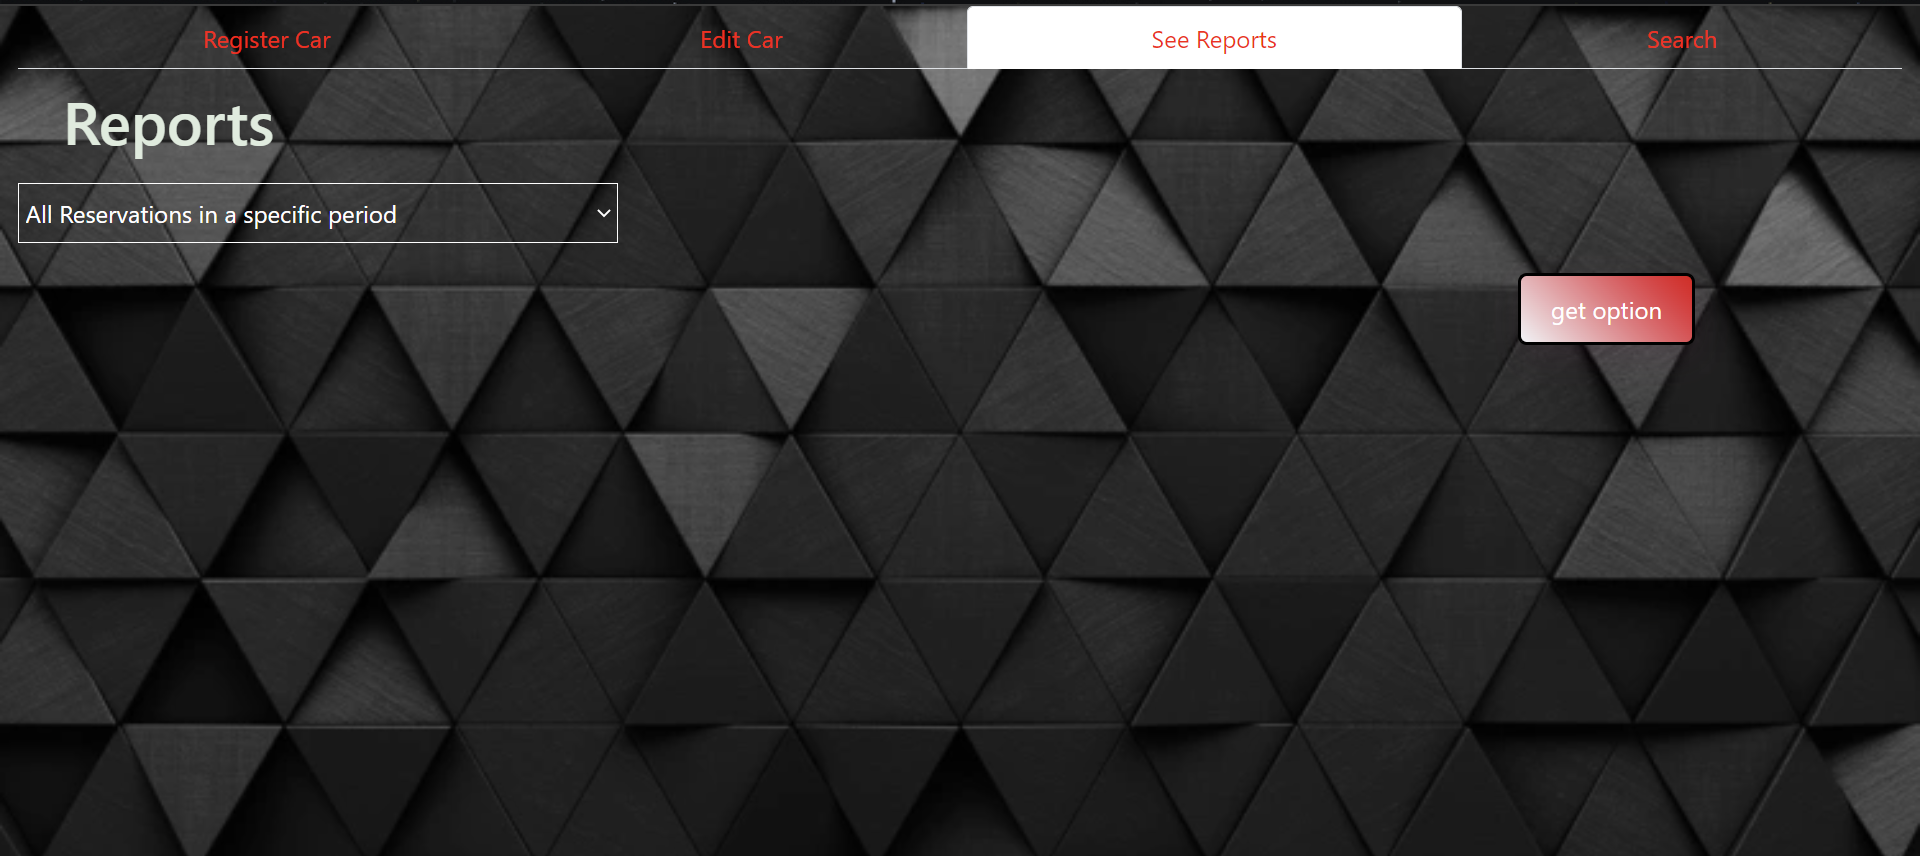 Register Car
Edit Car
See Reports
Search
Reports
All Reservations in a specific period
get option